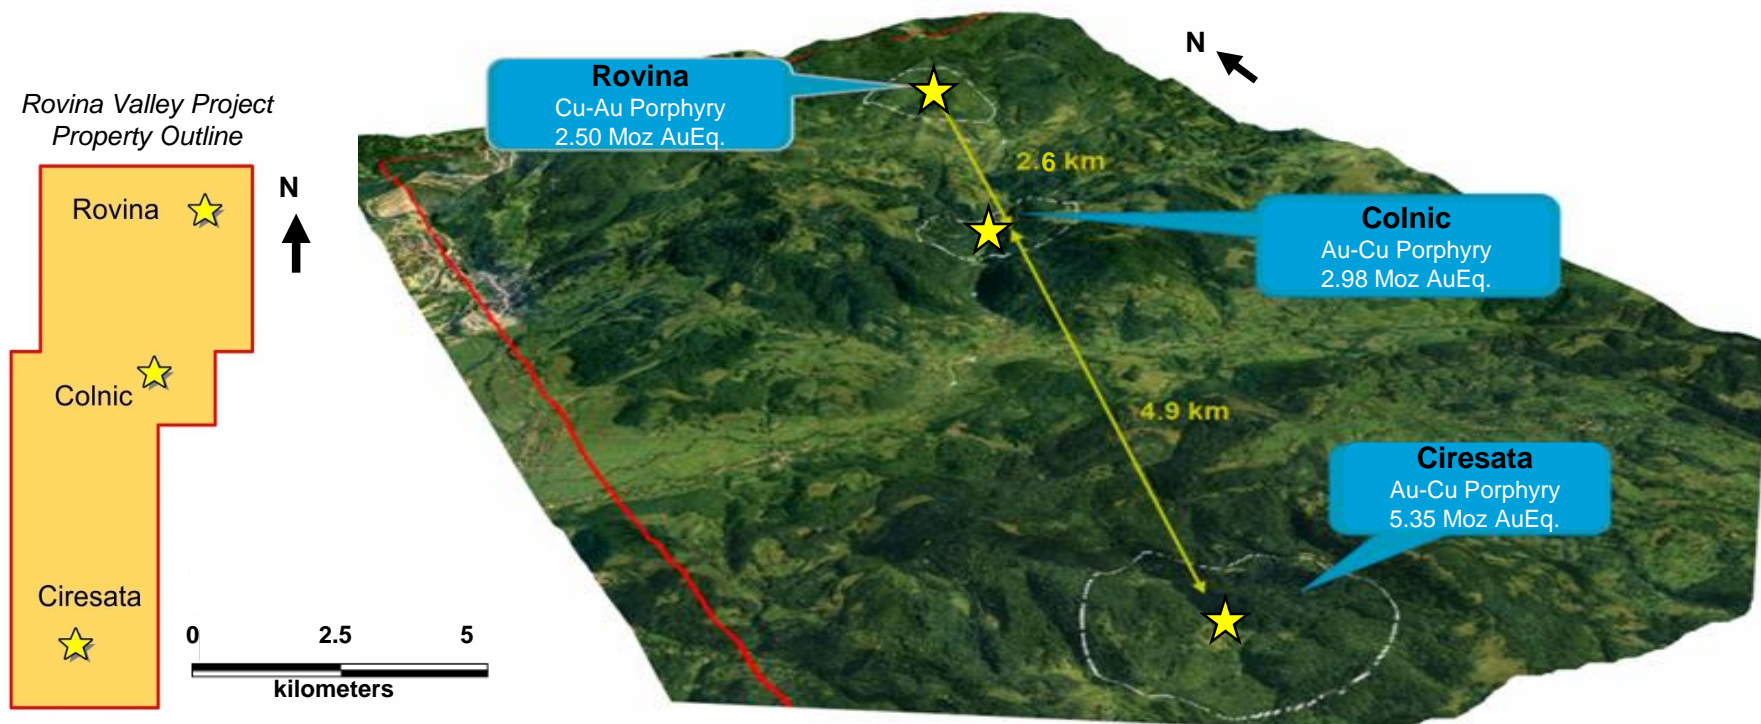 Rovina Valley Project
Property Outline
N
Rovina
Colnic
Ciresata
0 2.5 5
kilometers
N
Rovina
Cu-Au Porphyry
2.50 Moz AuEq.
2.6 km
Colnic
Au-Cu Porphyry
2.98 Moz AuEq.
4.9 km
Ciresata
Au-Cu Porphyry
5.35 Moz AuEq.